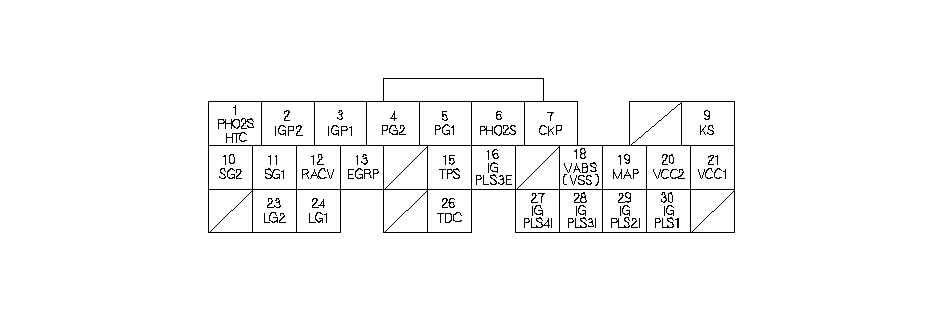 1
PHO2S
HTC
2
IGP2
3
IGP1
4
PG2
5
PG1
6
PHO2S
7
CKP
9
KS
10
SG2
11
SG1
12
RACV
13
EGRP
15
TPS
16
IG
PLS3E
18
VABS
(VSS)
19
MAP
20
VCC2
21
VCC1
23
LG2
24
LG1
26
TDC
27
IG
PLS4I
28
IG
PLS3I
29
IG
PLS2I
30
IG
PLS1